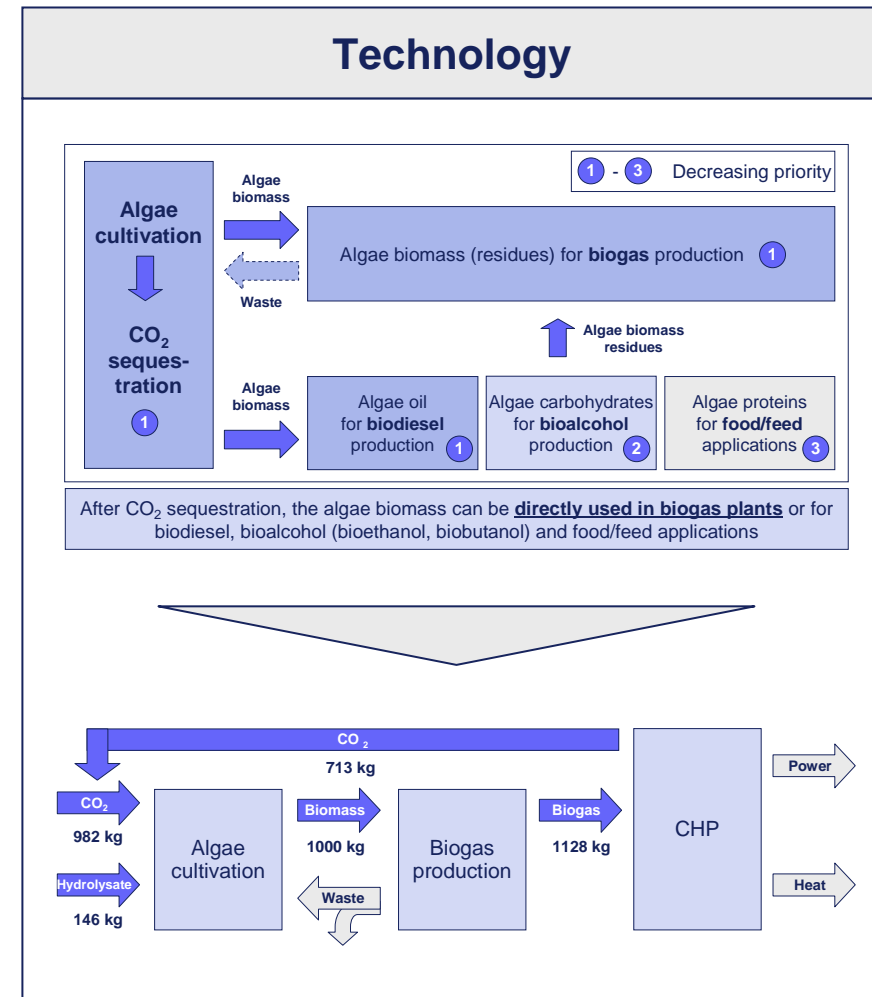 Technology
1 - 3 Decreasing priority
Algae
cultivation
CO2
seques-
tration
1
Algae
biomass
Waste
Algae biomass (residues) for biogas production 1
Algae biomass
residues
Algae
biomass
Algae oil
for biodiesel
production 1
Algae carbohydrates
for bioalcohol
production 2
Algae proteins
for food/feed
applications 3
After CO2 sequestration, the algae biomass can be directly used in biogas plants or for
biodiesel, bioalcohol (bioethanol, biobutanol) and food/feed applications
CO2
713 kg
CO2
982 kg
Hydrolysate
146 kg
Algae
cultivation
Biomass
1000 kg
Waste
Biogas
production
Biogas
1128 kg
CHP
Power
Heat